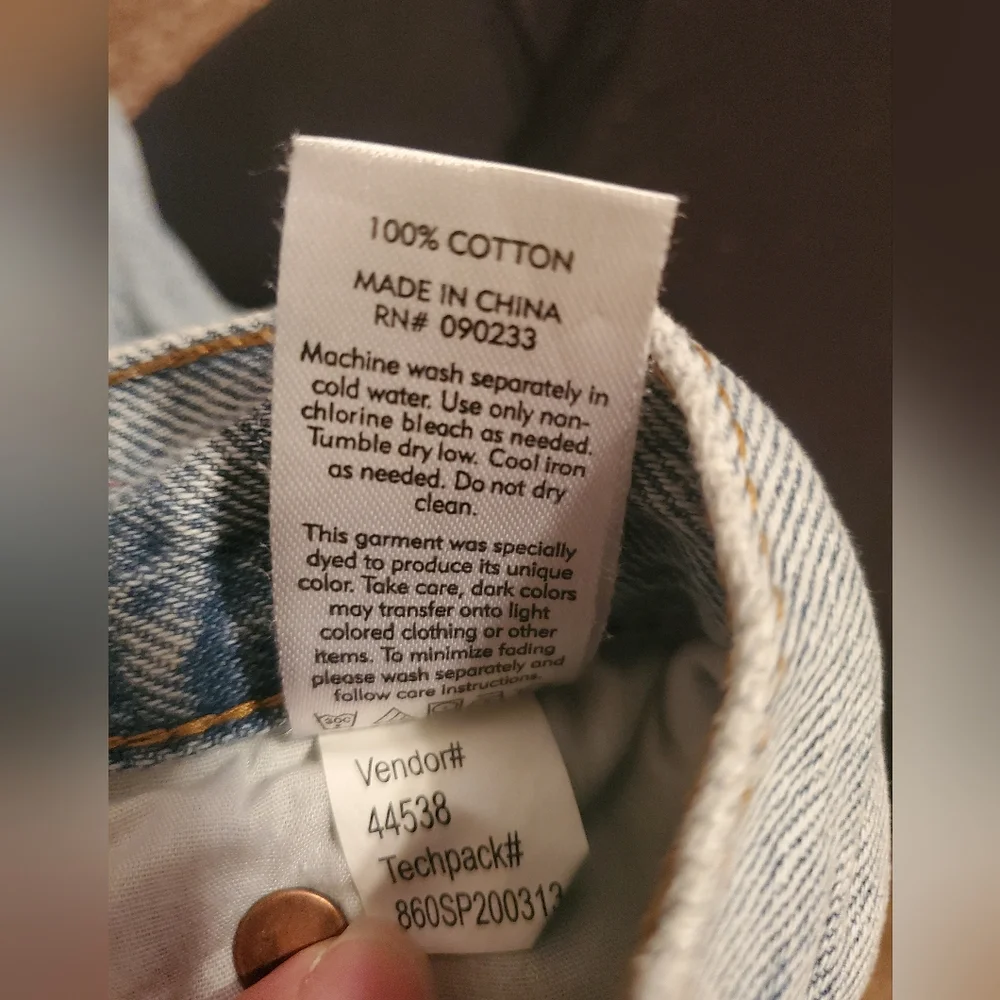 100% COTTON
MADE IN CHINA
RN# 090233
Machine wash separately in
cold water. Use only non-
chlorine bleach as needed.
Tumble dry low. Cool iron
as needed. Do not dry
clean.
This garment was specially
dyed to produce its unique
color. Take care, dark colors
may transfer onto light
colored clothing or other
items. To minimize fading
please wash separately and
follow care instructions.
30C
Vendor#
44538
Techpack#
860SP200313